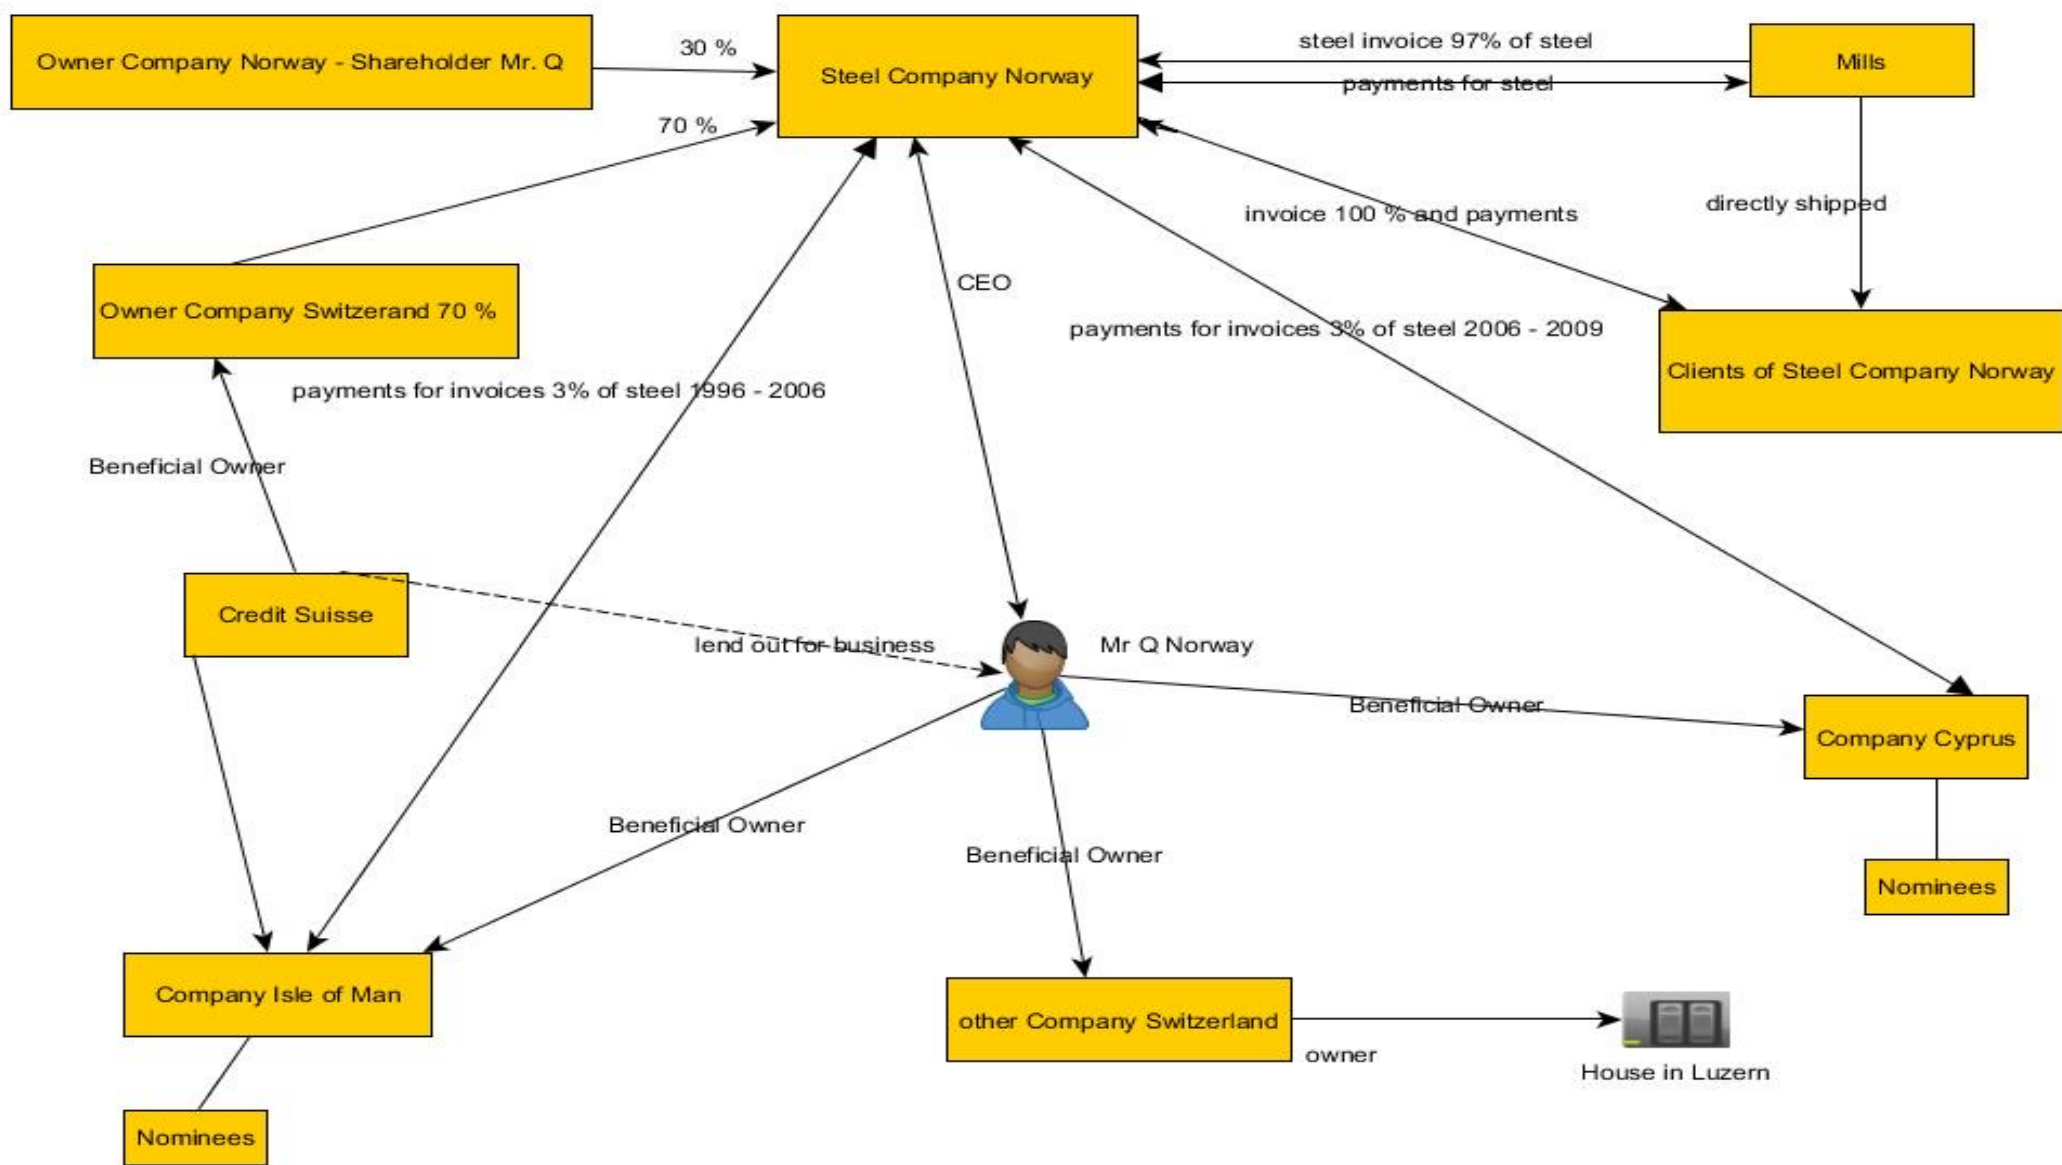 Owner Company Norway - Shareholder Mr. Q
30 %
Steel Company Norway
steel invoice 97% of steel
payments for steel
Mills
70 %
invoice 100 % and payments
directly shipped
Owner Company Switzerand 70 %
CEO
payments for invoices 3% of steel 2006 - 2009
Clients of Steel Company Norway
payments for invoices 3% of steel 1996 - 2006
Beneficial Owner
Credit Suisse
lend out for business
Mr Q Norway
Beneficial Owner
Company Cyprus
Beneficial Owner
Beneficial Owner
Nominees
Company Isle of Man
other Company Switzerland
owner
House in Luzern
Nominees